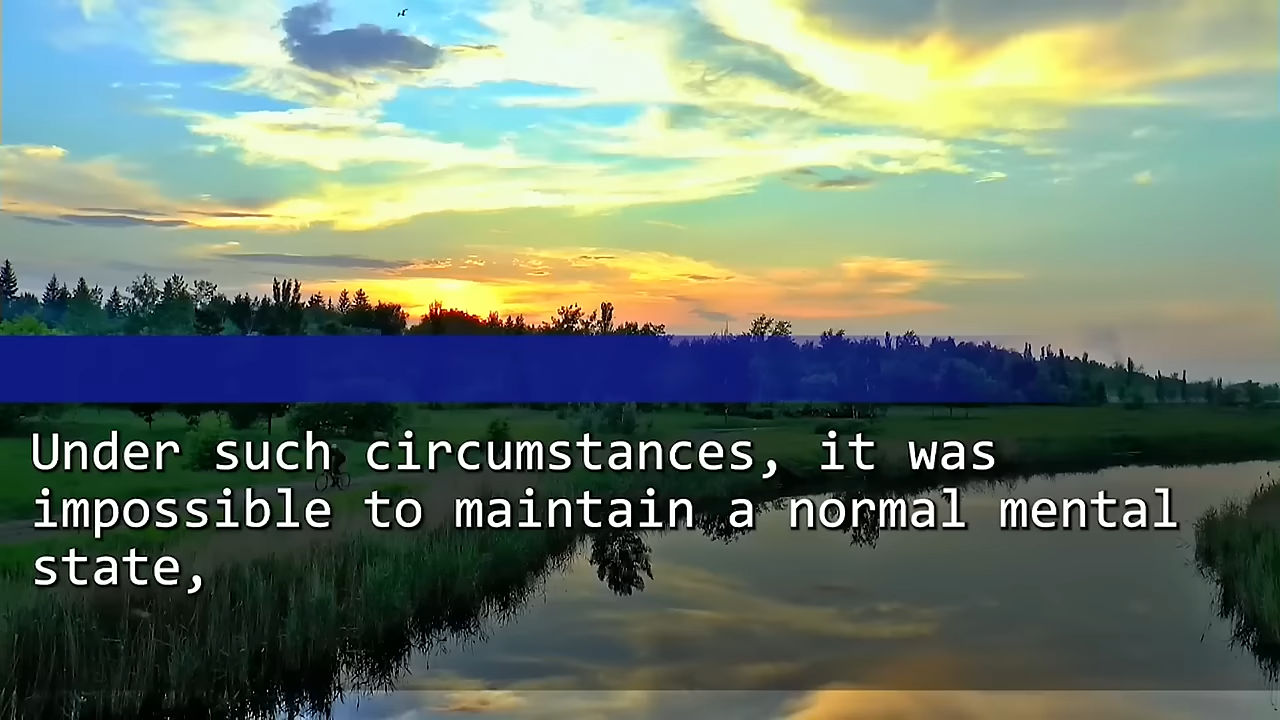 Under such circumstances, it was
impossible to maintain a normal mental
state,